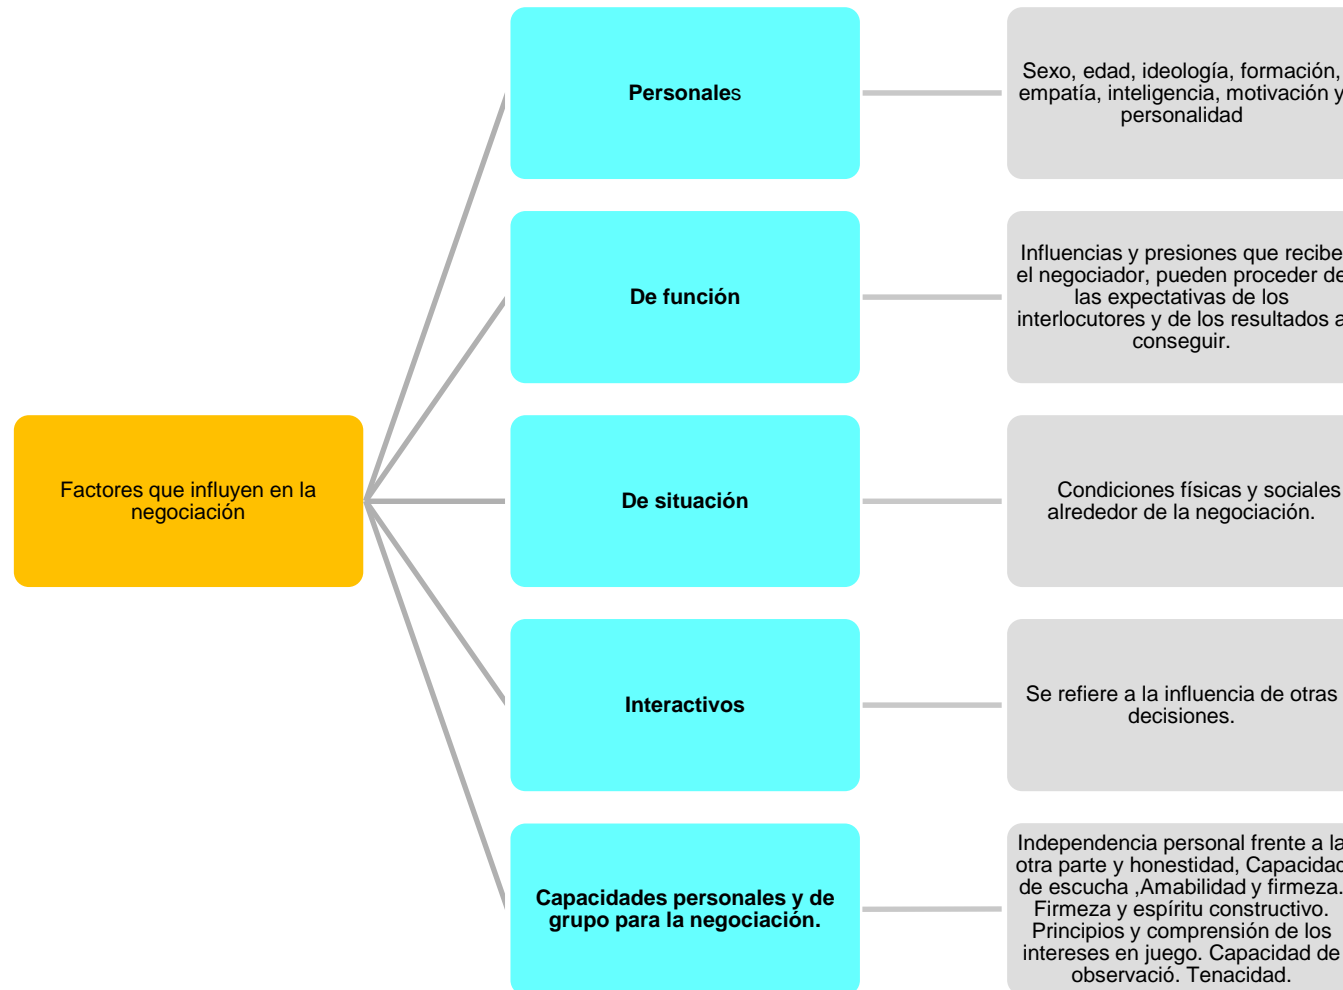 Personales
Sexo, edad, ideología, formación,
empatía, inteligencia, motivación y
personalidad
De función
Influencias y presiones que recibe
el negociador, pueden proceder de
las expectativas de los
interlocutores y de los resultados a
conseguir.
Factores que influyen en la
negociación
De situación
Condiciones físicas y sociales
alrededor de la negociación.
Interactivos
Se refiere a la influencia de otras
decisiones.
Capacidades personales y de
grupo para la negociación.
Independencia personal frente a la
otra parte y honestidad, Capacidad
de escucha ,Amabilidad y firmeza.
Firmeza y espíritu constructivo.
Principios y comprensión de los
intereses en juego. Capacidad de
observació. Tenacidad.